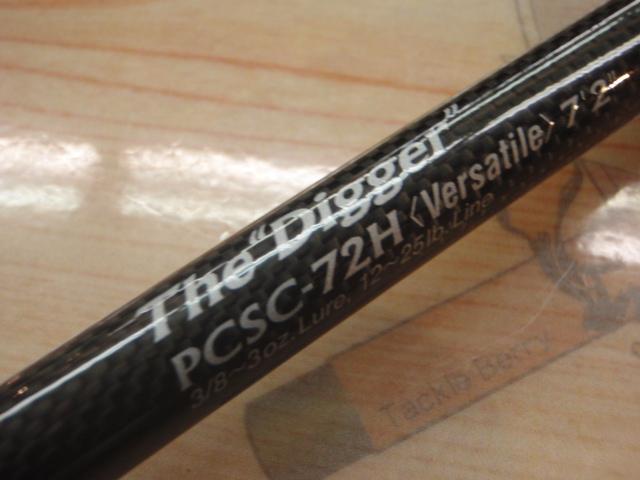 The "Digger"
PCSC-72H〈Versatile〉7'2"
3/8~3oz. Lure, 12~25lb. Line
Tackle Berry